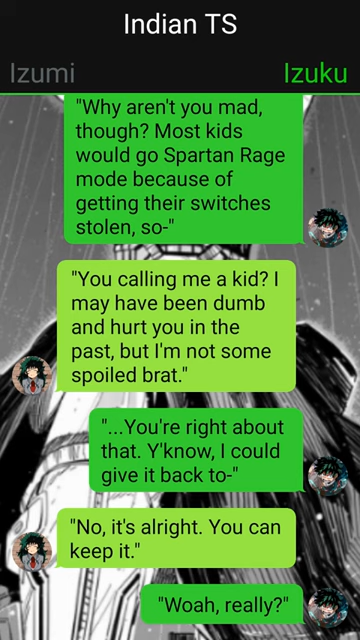 Indian TS
Izumi Izuku
"Why aren't you mad,
though? Most kids
would go Spartan Rage
mode because of
getting their switches
stolen, so-"
"You calling me a kid? I
may have been dumb
and hurt you in the
past, but I'm not some
spoiled brat."
"...You're right about
that. Y'know, I could
give it back to-"
"No, it's alright. You can
keep it."
"Woah, really?"